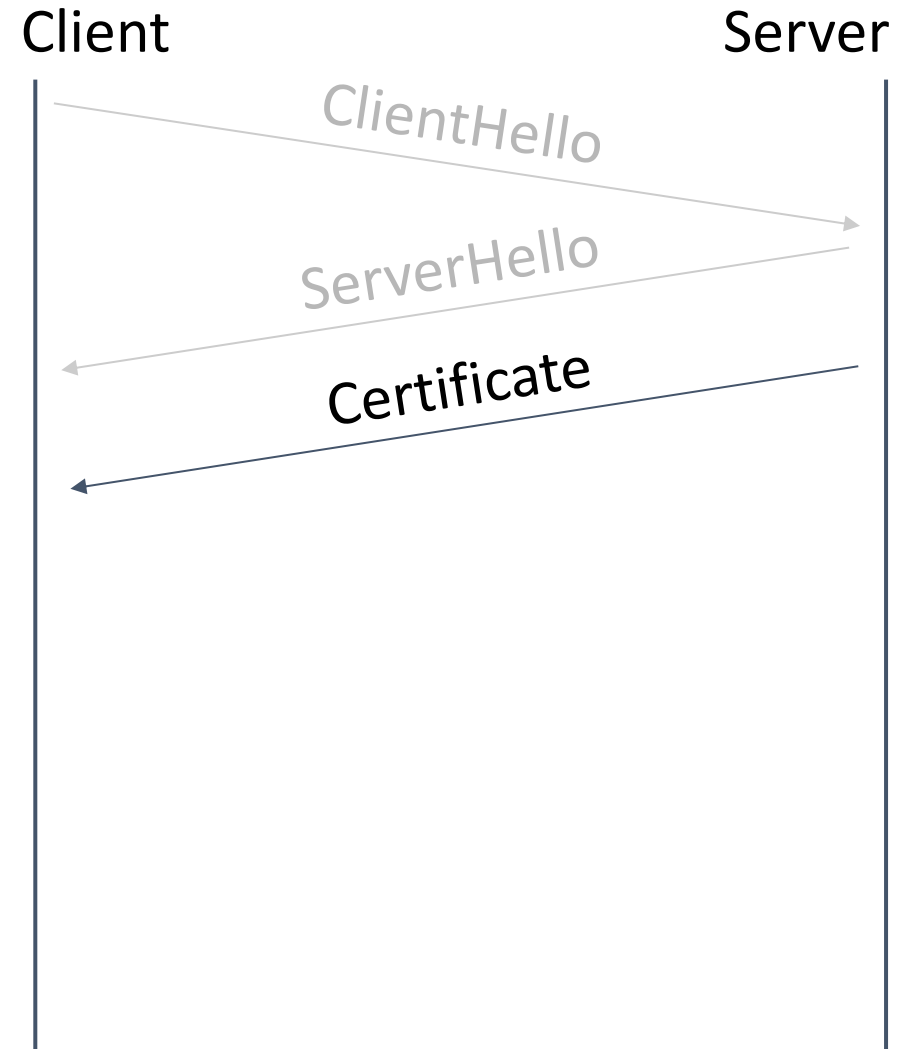 Client
Server
ClientHello
ServerHello
Certificate